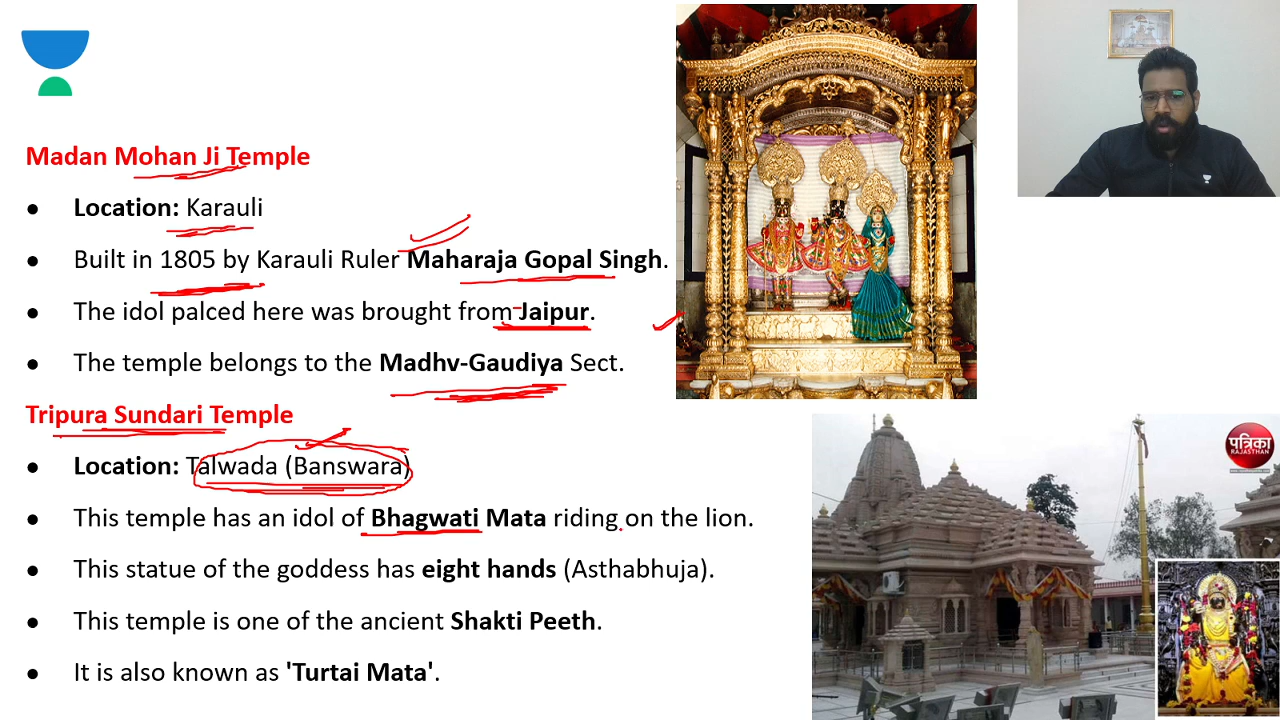 Madan Mohan Ji Temple
● Location: Karauli
● Built in 1805 by Karauli Ruler Maharaja Gopal Singh.
● The idol palced here was brought from Jaipur.
● The temple belongs to the Madhv-Gaudiya Sect.
Tripura Sundari Temple
● Location: Talwada (Banswara)
● This temple has an idol of Bhagwati Mata riding on the lion.
● This statue of the goddess has eight hands (Asthabhuja).
● This temple is one of the ancient Shakti Peeth.
● It is also known as 'Turtai Mata'.
पत्रिका
RAJASTHAN